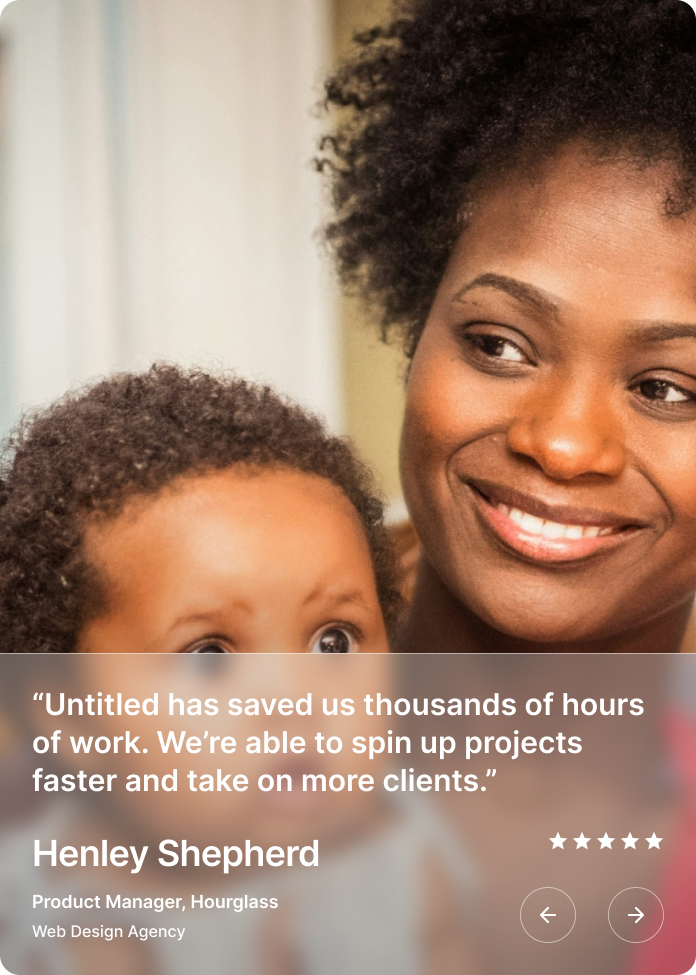 “Untitled has saved us thousands of hours
of work. We’re able to spin up projects
faster and take on more clients.”
Henley Shepherd
Product Manager, Hourglass
Web Design Agency